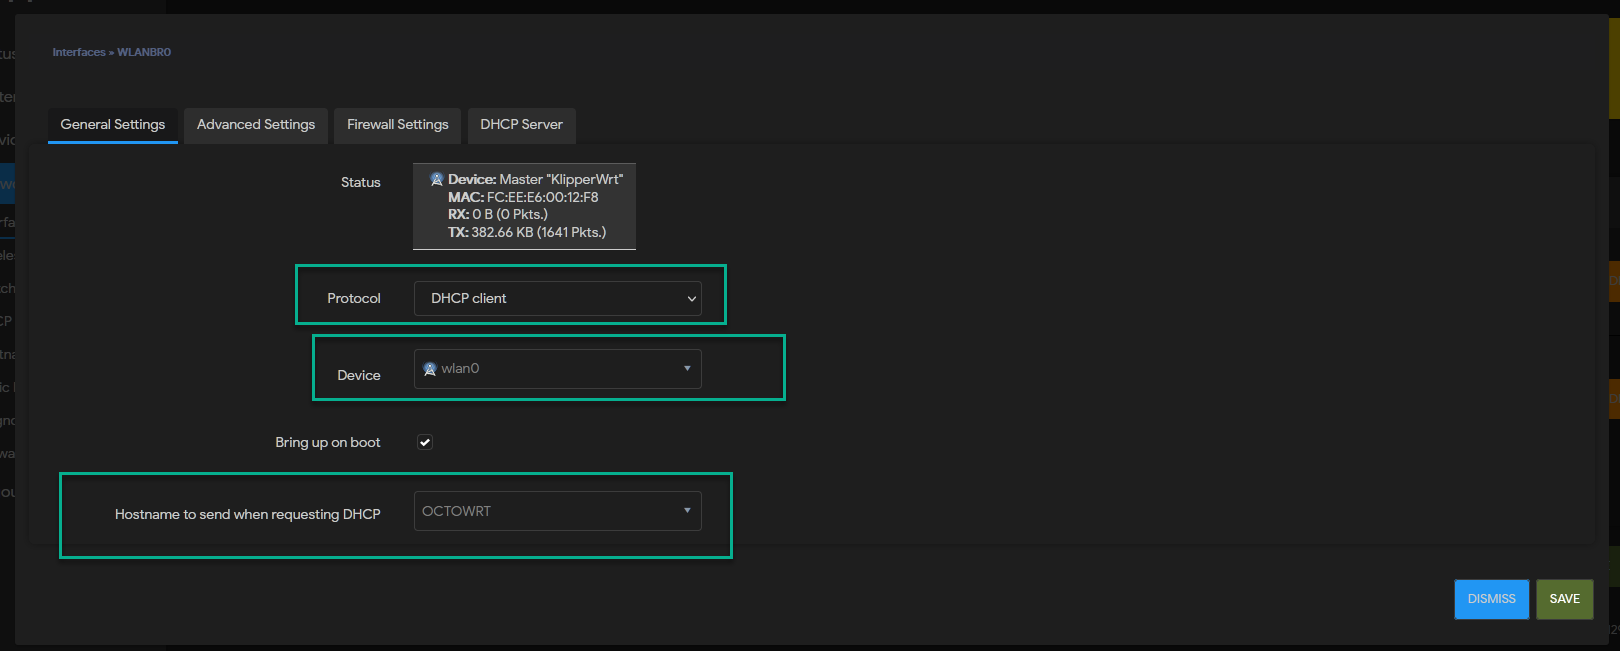 Interfaces » WLANBR0
General Settings
Advanced Settings
Firewall Settings
DHCP Server
Status
Device: Master "KlipperWrt"
MAC: FC:EE:E6:00:12:F8
RX: 0 B (0 Pkts.)
TX: 382.66 KB (1641 Pkts.)
Protocol
DHCP client
Device
wlan0
Bring up on boot
Hostname to send when requesting DHCP
OCTOWRT
DISMISS
SAVE